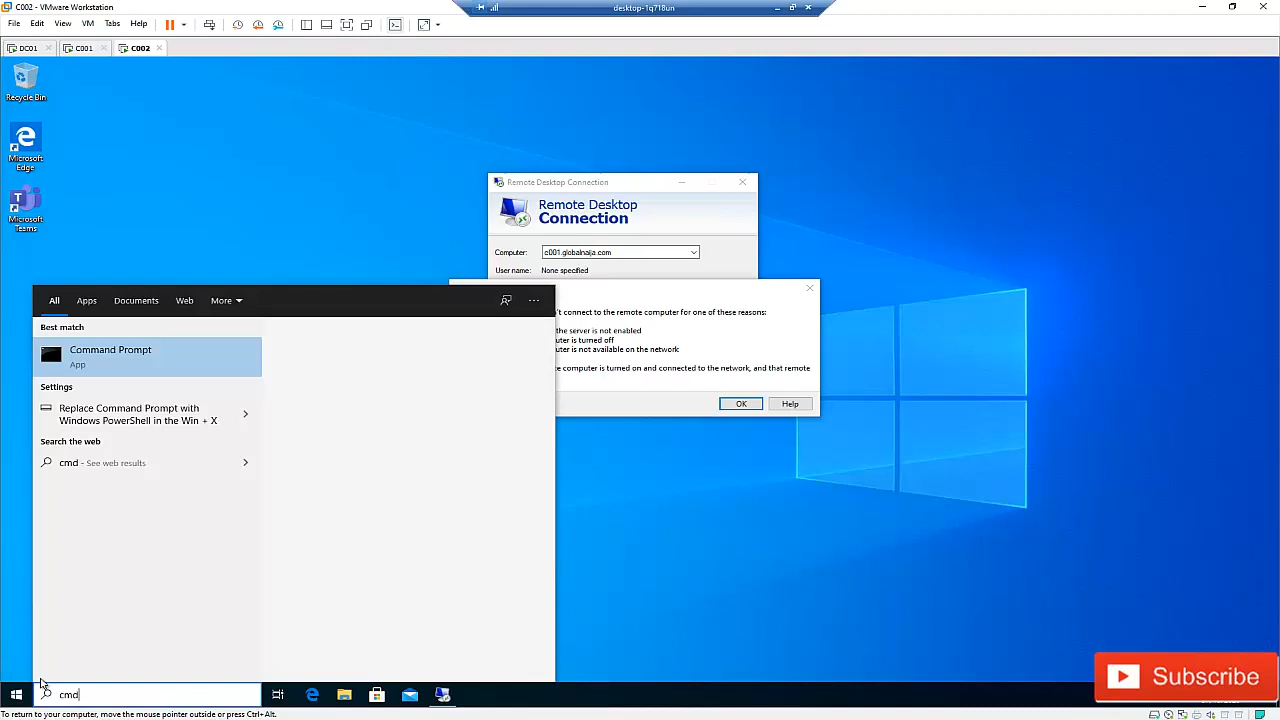 C002 - VMware Workstation
desktop-1q718un
File Edit View VM Tabs Help
DC01
C001
C002
Recycle Bin
Microsoft
Edge
Microsoft
Teams
Remote Desktop Connection
Remote Desktop
Connection
Computer: c001.globalnaija.com
User name: None specified
't connect to the remote computer for one of these reasons:
the server is not enabled
uter is turned off
uter is not available on the network
e computer is turned on and connected to the network, and that remote
OK
Help
All Apps Documents Web More
Best match
Command Prompt
App
Settings
Replace Command Prompt with
Windows PowerShell in the Win + X
Search the web
cmd - See web results
cmd
Subscribe
To return to your computer, move the mouse pointer outside or press Ctrl+Alt.